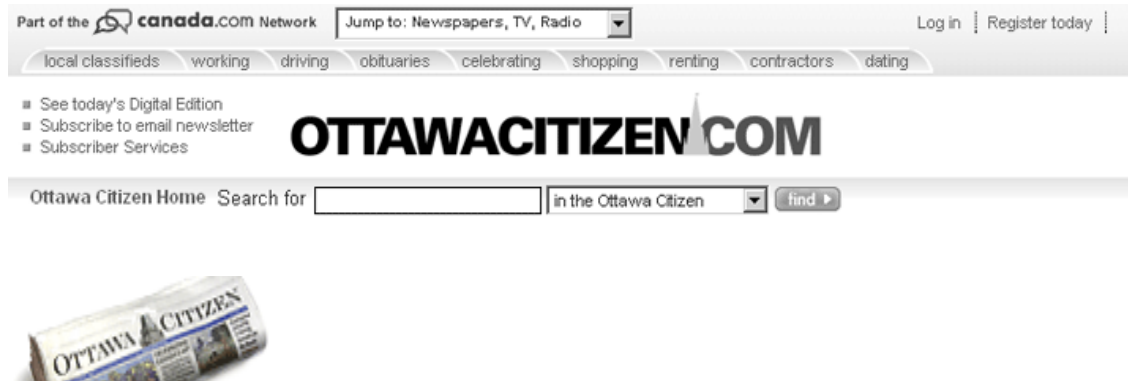 Part of the canada.com Network Jump to: Newspapers, TV, Radio Log in Register today
local classifieds working driving obituaries celebrating shopping renting contractors dating
See today's Digital Edition
Subscribe to email newsletter
Subscriber Services
OTTAWACITIZEN.COM
Ottawa Citizen Home Search for in the Ottawa Citizen find
OTTAWA CITIZEN